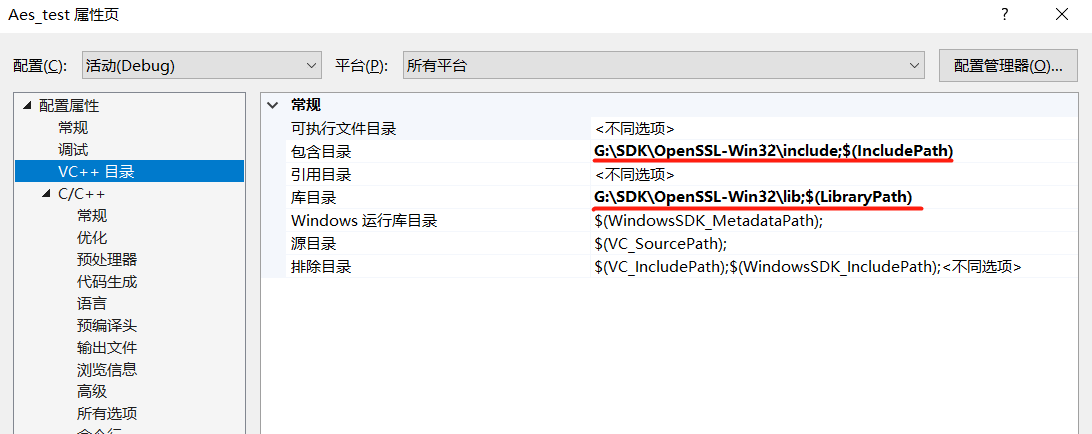 Aes_test 属性页
?
配置(C):
活动(Debug)
平台(P):
所有平台
配置管理器(O)...
配置属性
常规
调试
VC++ 目录
C/C++
常规
优化
预处理器
代码生成
语言
预编译头
输出文件
浏览信息
高级
所有选项
命令行
常规
可执行文件目录 <不同选项>
包含目录 G:\SDK\OpenSSL-Win32\include;$(IncludePath)
引用目录 <不同选项>
库目录 G:\SDK\OpenSSL-Win32\lib;$(LibraryPath)
Windows 运行库目录 $(WindowsSDK_MetadataPath);
源目录 $(VC_SourcePath);
排除目录 $(VC_IncludePath);$(WindowsSDK_IncludePath);<不同选项>